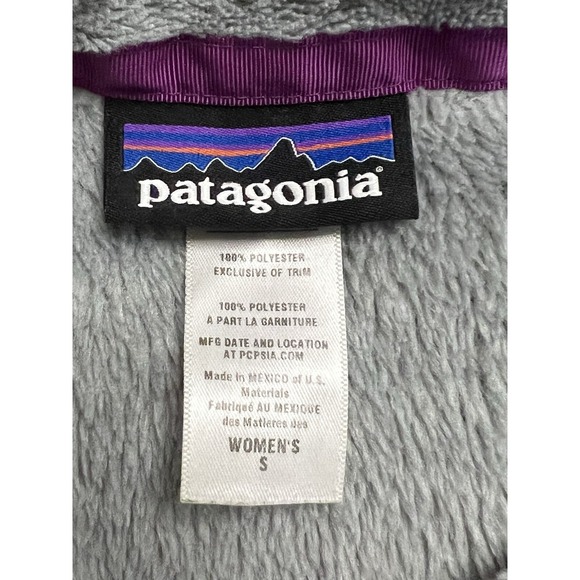 patagonia®
100% POLYESTER
EXCLUSIVE OF TRIM
100% POLYESTER
A PART LA GARNITURE
MFG DATE AND LOCATION
AT PCPSIA.COM
Made in MEXICO of U.S.
Materials
Fabriqué AU MEXIQUE
des Matieres des
WOMEN'S
S